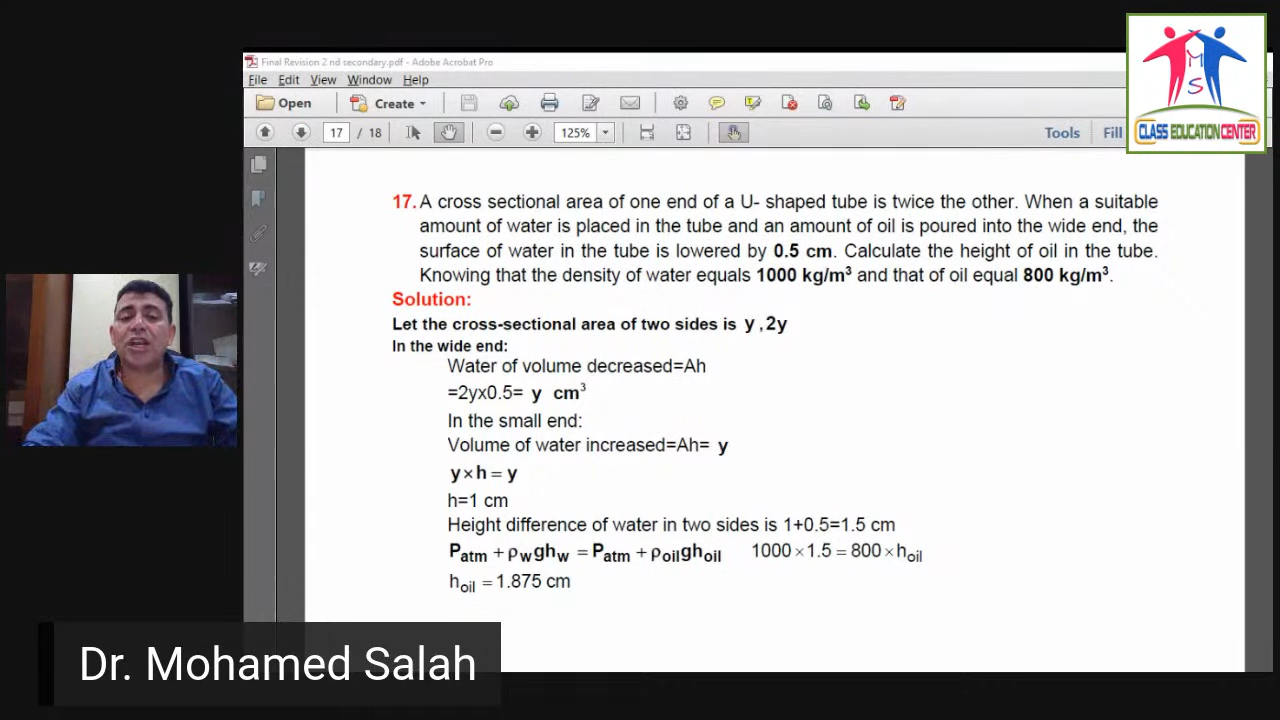 Final Revision 2 nd secondary.pdf - Adobe Acrobat Pro
File Edit View Window Help
Open Create
17 / 18 125% Tools Fill
M
S
CLASS EDUCATION CENTER
17. A cross sectional area of one end of a U- shaped tube is twice the other. When a suitable
amount of water is placed in the tube and an amount of oil is poured into the wide end, the
surface of water in the tube is lowered by 0.5 cm. Calculate the height of oil in the tube.
Knowing that the density of water equals 1000 kg/m³ and that of oil equal 800 kg/m³.
Solution:
Let the cross-sectional area of two sides is y , 2y
In the wide end:
Water of volume decreased=Ah
=2yx0.5= y cm³
In the small end:
Volume of water increased=Ah= y
y×h = y
h=1 cm
Height difference of water in two sides is 1+0.5=1.5 cm
Patm + ρwghw = Patm + ρoilghoil 1000×1.5 = 800×hoil
hoil = 1.875 cm
Dr. Mohamed Salah